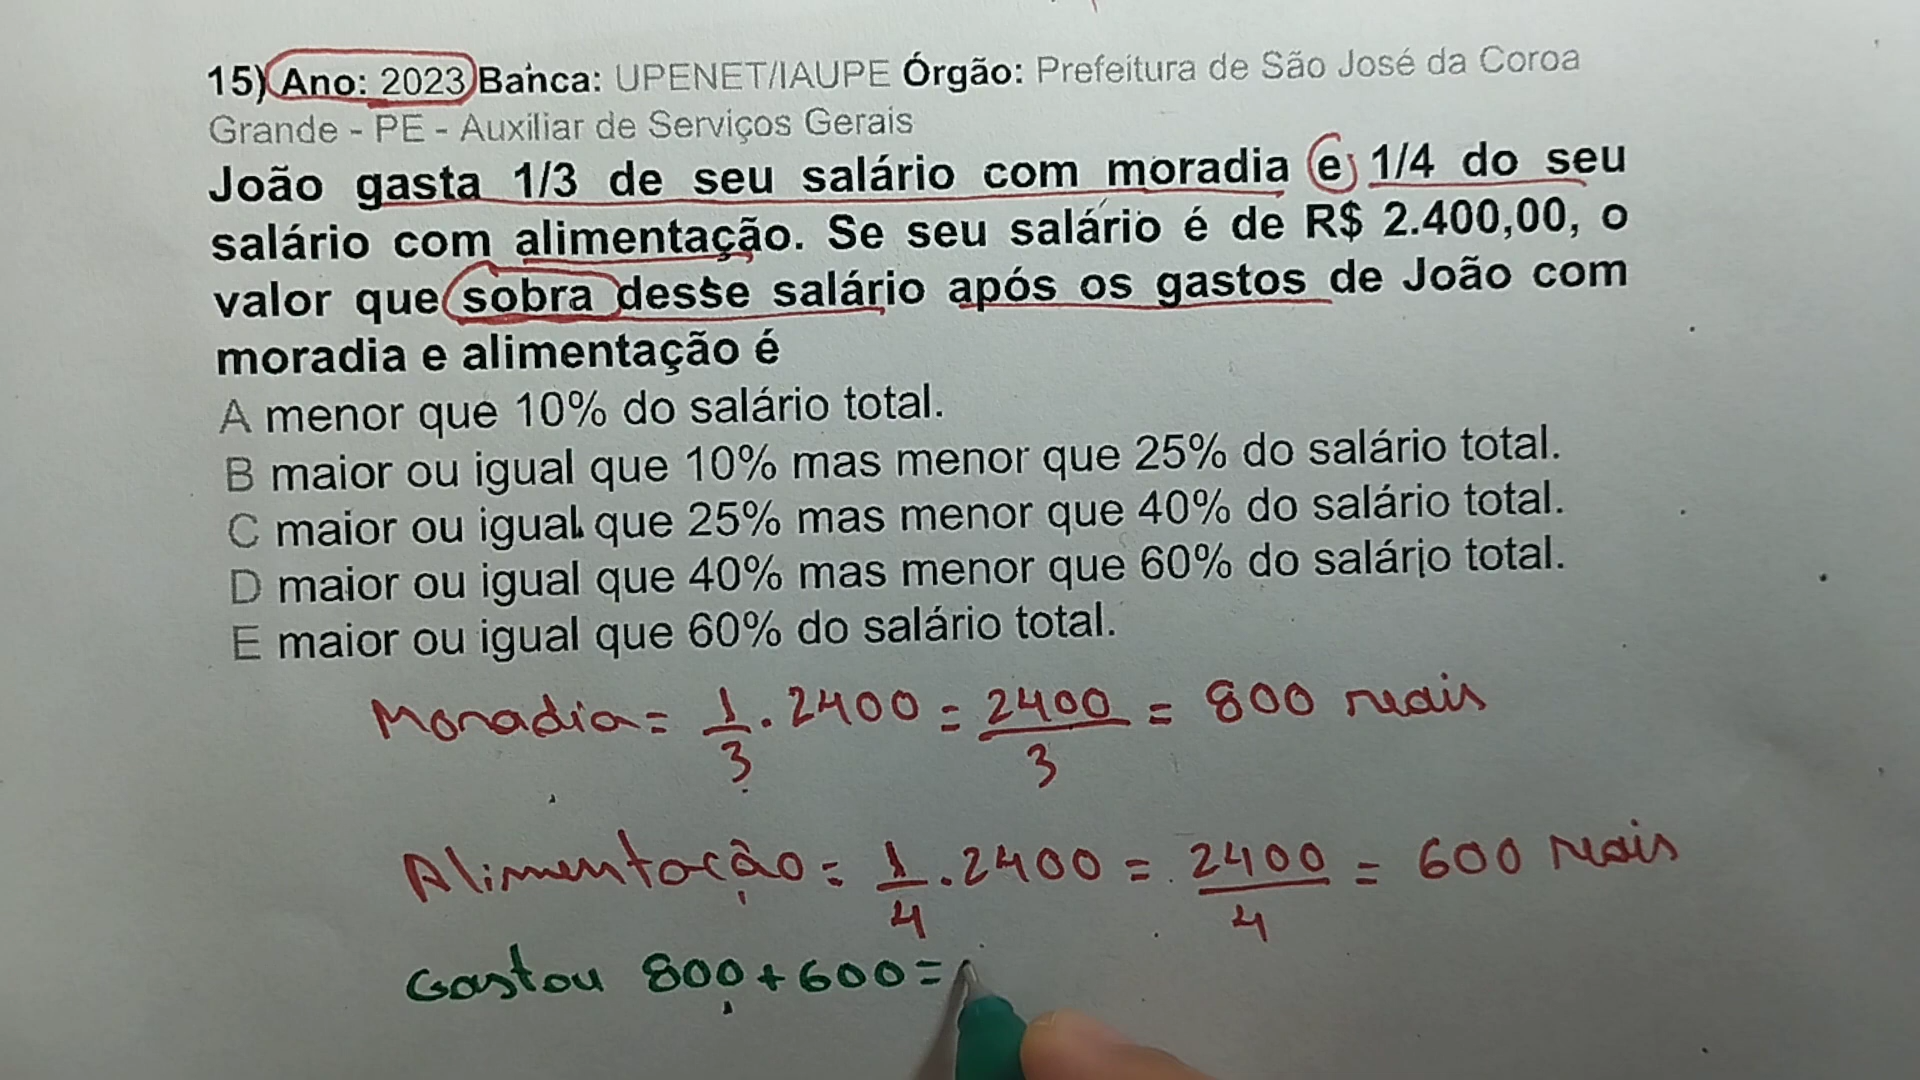 15) Ano: 2023 Banca: UPENET/IAUPE Órgão: Prefeitura de São José da Coroa
Grande - PE - Auxiliar de Serviços Gerais
João gasta 1/3 de seu salário com moradia e 1/4 do seu
salário com alimentação. Se seu salário é de R$ 2.400,00, o
valor que sobra desse salário após os gastos de João com
moradia e alimentação é
A menor que 10% do salário total.
B maior ou igual que 10% mas menor que 25% do salário total.
C maior ou igual que 25% mas menor que 40% do salário total.
D maior ou igual que 40% mas menor que 60% do salário total.
E maior ou igual que 60% do salário total.
Moradia = 1/3 . 2400 = 2400/3 = 800 reais
Alimentação = 1/4 . 2400 = 2400/4 = 600 reais
Gastou 800 + 600 =